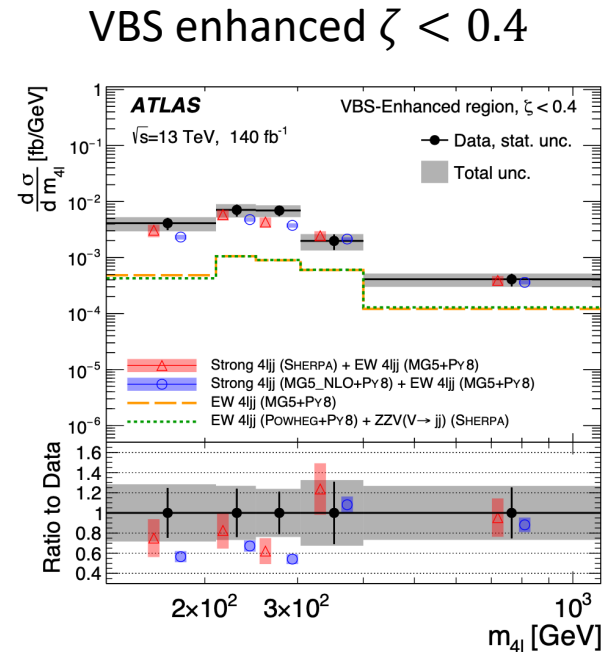 VBS enhanced ζ < 0.4
ATLAS
√s=13 TeV, 140 fb⁻¹
VBS-Enhanced region, ζ < 0.4
Data, stat. unc.
Total unc.
d σ / d m₄ₗ [fb/GeV]
1
10⁻¹
10⁻²
10⁻³
10⁻⁴
10⁻⁵
10⁻⁶
Strong 4ljj (SHERPA) + EW 4ljj (MG5+PY8)
Strong 4ljj (MG5_NLO+PY8) + EW 4ljj (MG5+PY8)
EW 4ljj (MG5+PY8)
EW 4ljj (POWHEG+PY8) + ZZV(V→ jj) (SHERPA)
Ratio to Data
1.6
1.4
1.2
1
0.8
0.6
0.4
2×10² 3×10² 10³
m₄ₗ [GeV]